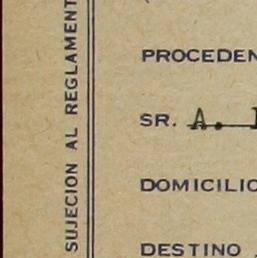 SUJECION AL REGLAMENT
PROCEDEN
SR. A.
DOMICILIO
DESTINO